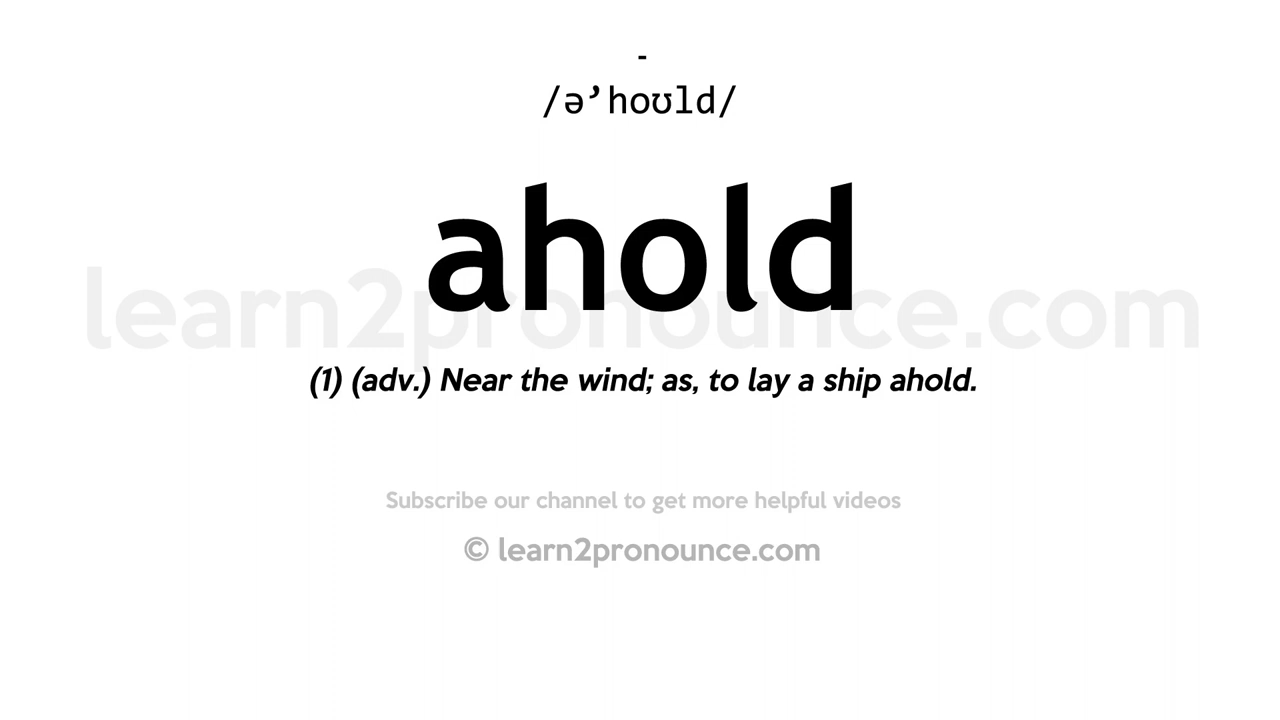 -
/ə’hoʊld/
ahold
learn2pronounce.com
(1) (adv.) Near the wind; as, to lay a ship ahold.
Subscribe our channel to get more helpful videos
© learn2pronounce.com